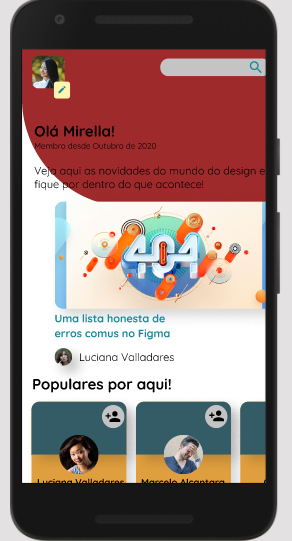 Olá Mirella!
Membro desde Outubro de 2020
Veja aqui as novidades do mundo do design e
fique por dentro do que acontece!
404
Uma lista honesta de
erros comus no Figma
Luciana Valladares
Populares por aqui!
Luciana Valladares Marcelo Alcantara